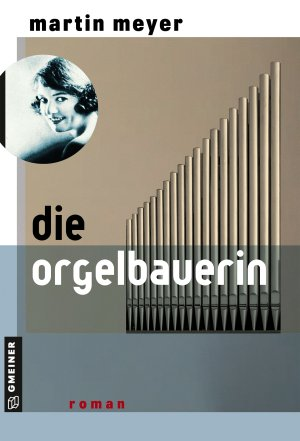 martin meyer
die
orgelbauerin
GMEINER
roman